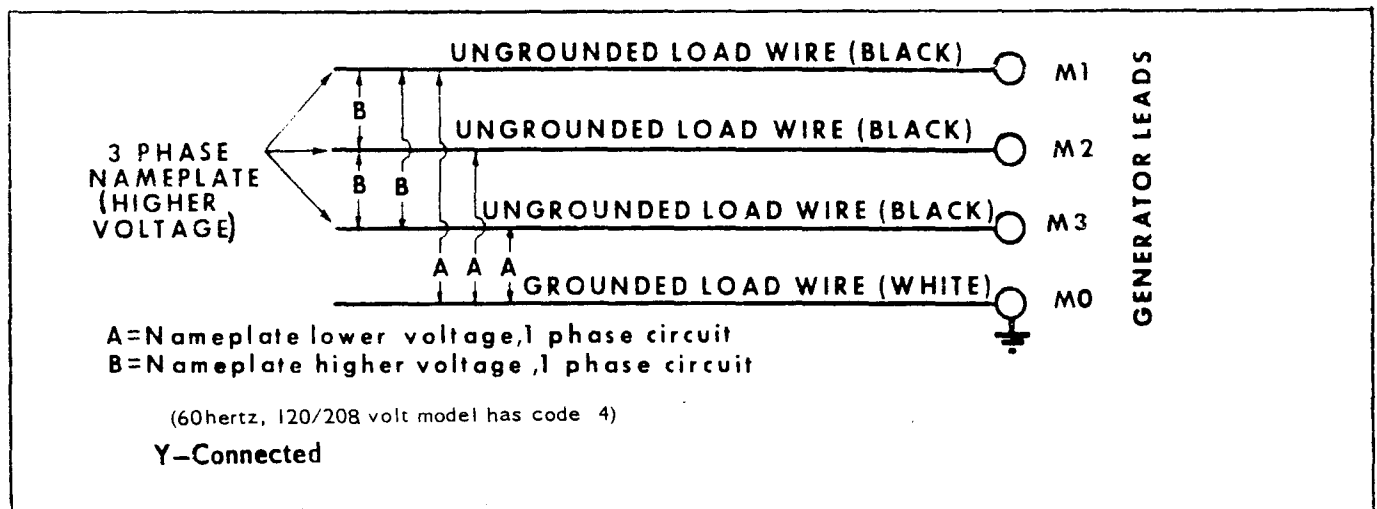 UNGROUNDED LOAD WIRE (BLACK)
M1
B
UNGROUNDED LOAD WIRE (BLACK)
M2
3 PHASE
NAMEPLATE
(HIGHER
VOLTAGE)
B
B
UNGROUNDED LOAD WIRE (BLACK)
M3
A A A
GROUNDED LOAD WIRE (WHITE)
M0
GENERATOR LEADS
A=Nameplate lower voltage,1 phase circuit
B=Nameplate higher voltage ,1 phase circuit
(60hertz, 120/208 volt model has code 4)
Y-Connected